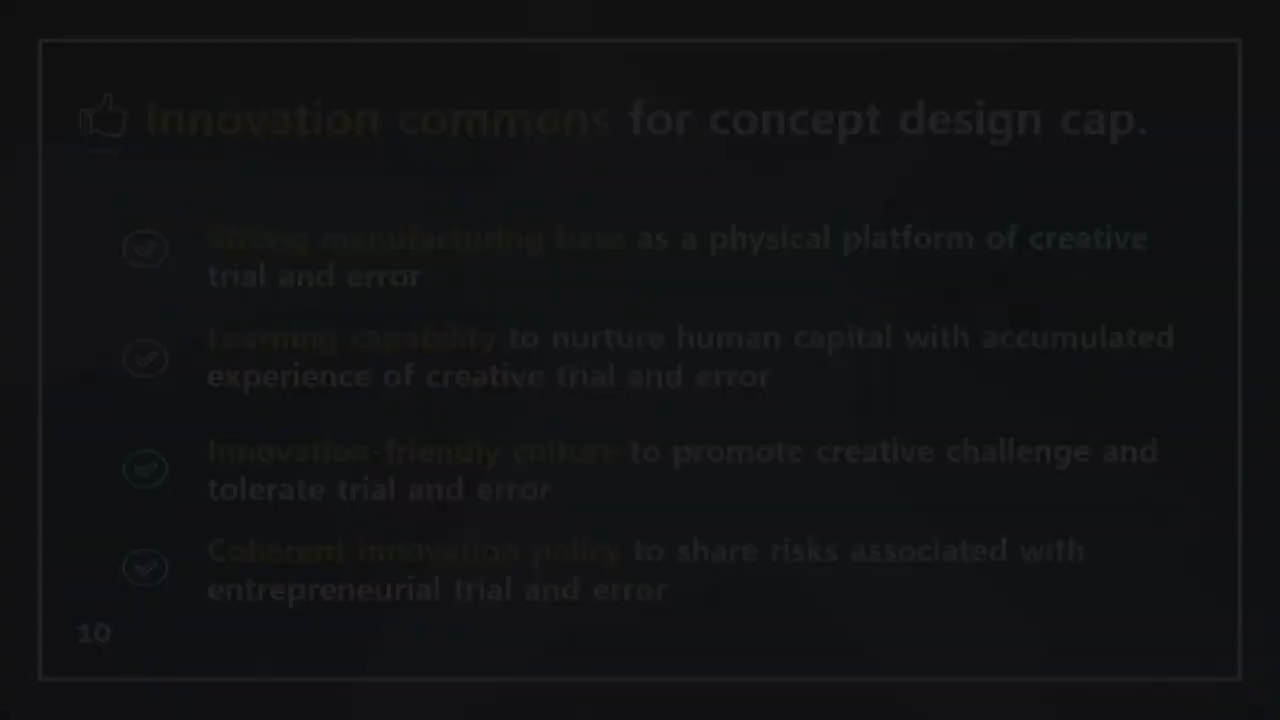 Innovation commons for concept design cap.
Strong manufacturing base as a physical platform of creative
trial and error
Learning capability to nurture human capital with accumulated
experience of creative trial and error
Innovation-friendly culture to promote creative challenge and
tolerate trial and error
Coherent innovation policy to share risks associated with
entrepreneurial trial and error
10